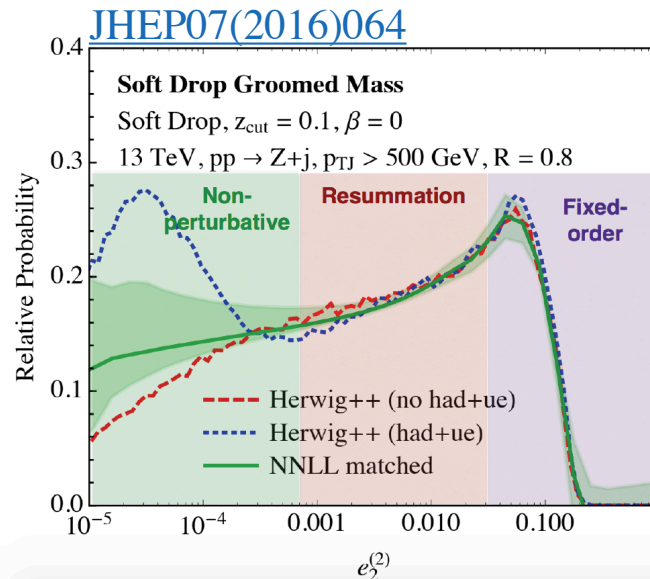 JHEP07(2016)064
0.4
Soft Drop Groomed Mass
Soft Drop, z_cut = 0.1, β = 0
13 TeV, pp → Z+j, p_TJ > 500 GeV, R = 0.8
0.3
Non-
perturbative
Resummation
Fixed-
order
Relative Probability
0.2
0.1
Herwig++ (no had+ue)
Herwig++ (had+ue)
NNLL matched
0.0
10⁻⁵ 10⁻⁴ 0.001 0.010 0.100
e₂⁽²⁾